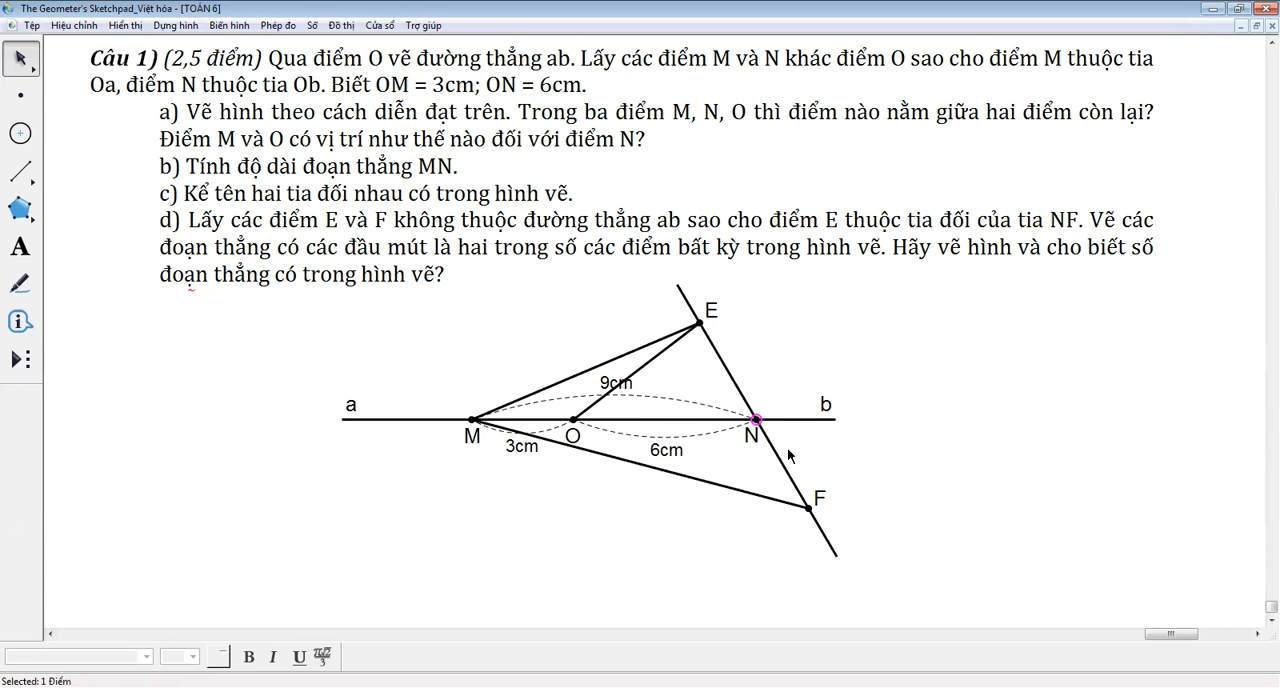 The Geometer's Sketchpad_Việt hóa - [TOÁN 6]
Tệp Hiệu chỉnh Hiển thị Dựng hình Biến hình Phép đo Số Đồ thị Cửa sổ Trợ giúp
Câu 1) (2,5 điểm) Qua điểm O vẽ đường thẳng ab. Lấy các điểm M và N khác điểm O sao cho điểm M thuộc tia
Oa, điểm N thuộc tia Ob. Biết OM = 3cm; ON = 6cm.
a) Vẽ hình theo cách diễn đạt trên. Trong ba điểm M, N, O thì điểm nào nằm giữa hai điểm còn lại?
Điểm M và O có vị trí như thế nào đối với điểm N?
b) Tính độ dài đoạn thẳng MN.
c) Kể tên hai tia đối nhau có trong hình vẽ.
d) Lấy các điểm E và F không thuộc đường thẳng ab sao cho điểm E thuộc tia đối của tia NF. Vẽ các
đoạn thẳng có các đầu mút là hai trong số các điểm bất kỳ trong hình vẽ. Hãy vẽ hình và cho biết số
đoạn thẳng có trong hình vẽ?
E
9cm
a
b
M
O
N
3cm
6cm
F
A
B I U
Selected: 1 Điểm